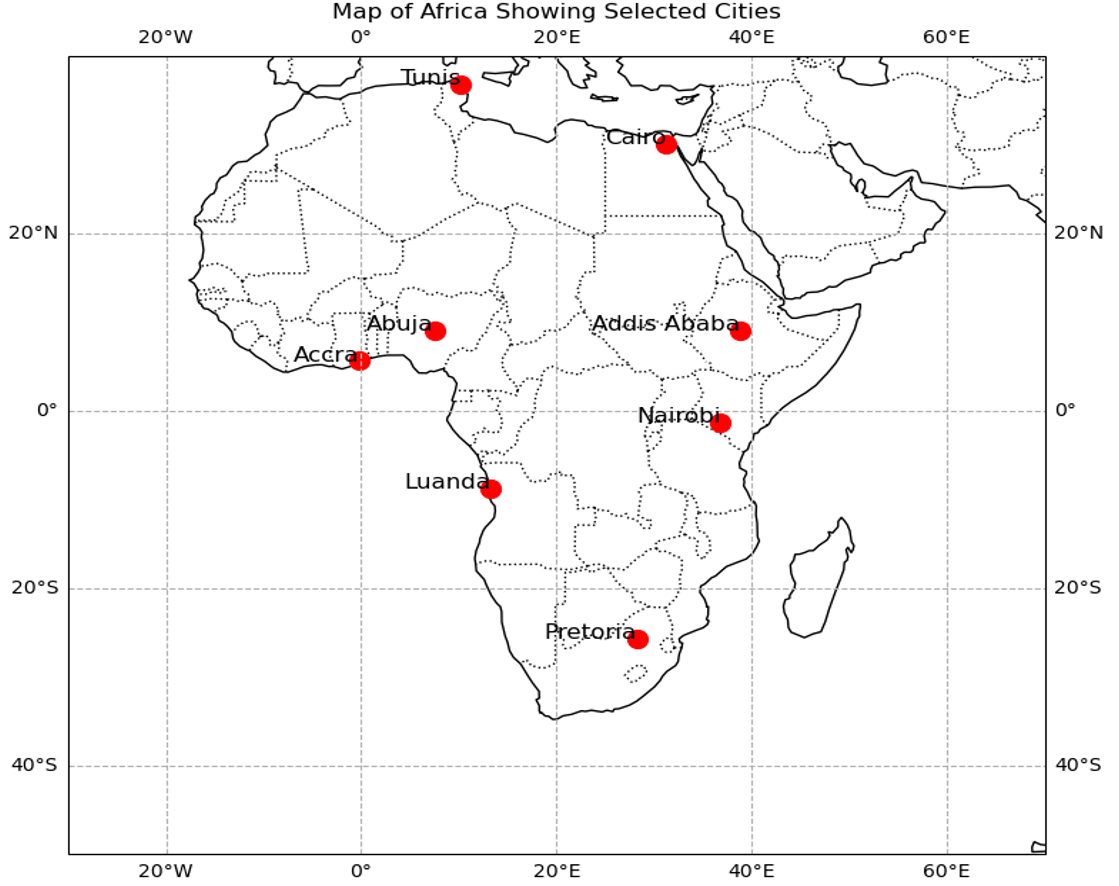 Map of Africa Showing Selected Cities
20°W 0° 20°E 40°E 60°E
Tunis
Cairo
20°N 20°N
Abuja Addis Ababa
Accra
0° 0°
Nairobi
Luanda
20°S 20°S
Pretoria
40°S 40°S
20°W 0° 20°E 40°E 60°E